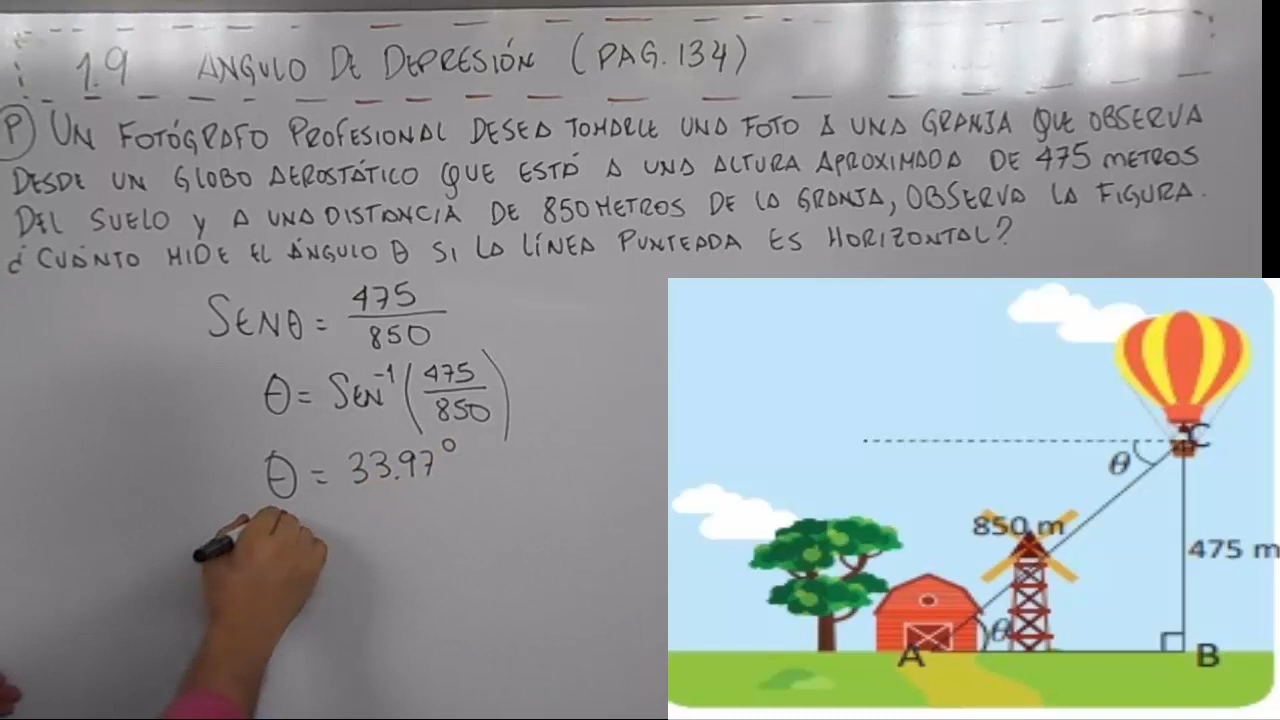 1.9 ANGULO DE DEPRESIÓN (PAG. 134)
P) UN FOTÓGRAFO PROFESIONAL DESEA TOMARLE UNA FOTO A UNA GRANJA QUE OBSERVA
DESDE UN GLOBO AEROSTÁTICO QUE ESTÁ A UNA ALTURA APROXIMADA DE 475 METROS
DEL SUELO Y A UNA DISTANCIA DE 850 METROS DE LA GRANJA, OBSERVA LA FIGURA.
¿CUÁNTO MIDE EL ÁNGULO θ SI LA LÍNEA PUNTEADA ES HORIZONTAL?
SENθ = 475/850
θ = SEN⁻¹(475/850)
θ = 33.97°
C
θ
850 m
475 m
θ
A
B